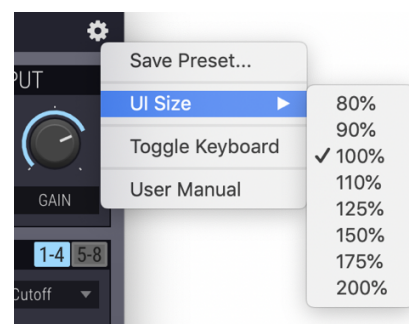 Save Preset...
PUT
UI Size
80%
90%
✓ 100%
110%
125%
150%
175%
200%
Toggle Keyboard
User Manual
GAIN
1-4 5-8
Cutoff